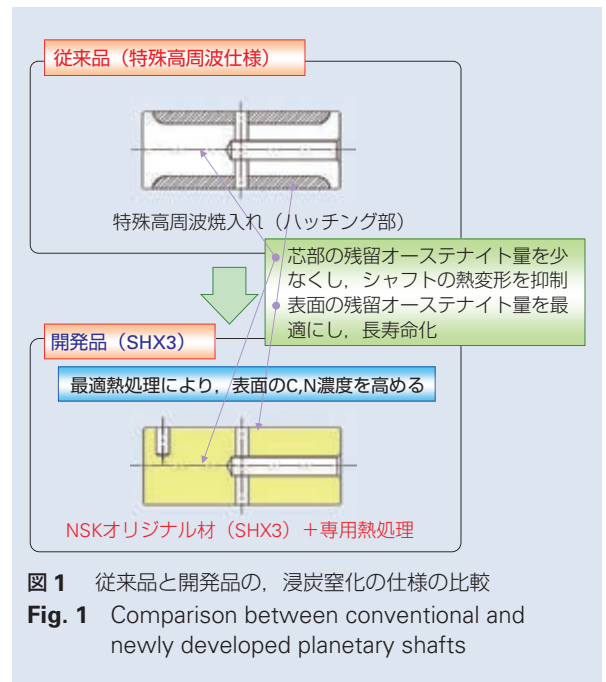 従来品（特殊高周波仕様）
特殊高周波焼入れ（ハッチング部）
● 芯部の残留オーステナイト量を少
なくし，シャフトの熱変形を抑制
● 表面の残留オーステナイト量を最
適にし，長寿命化
開発品（SHX3）
最適熱処理により，表面のC,N濃度を高める
NSKオリジナル材（SHX3）＋専用熱処理
図 1 従来品と開発品の，浸炭窒化の仕様の比較
Fig. 1 Comparison between conventional and
newly developed planetary shafts